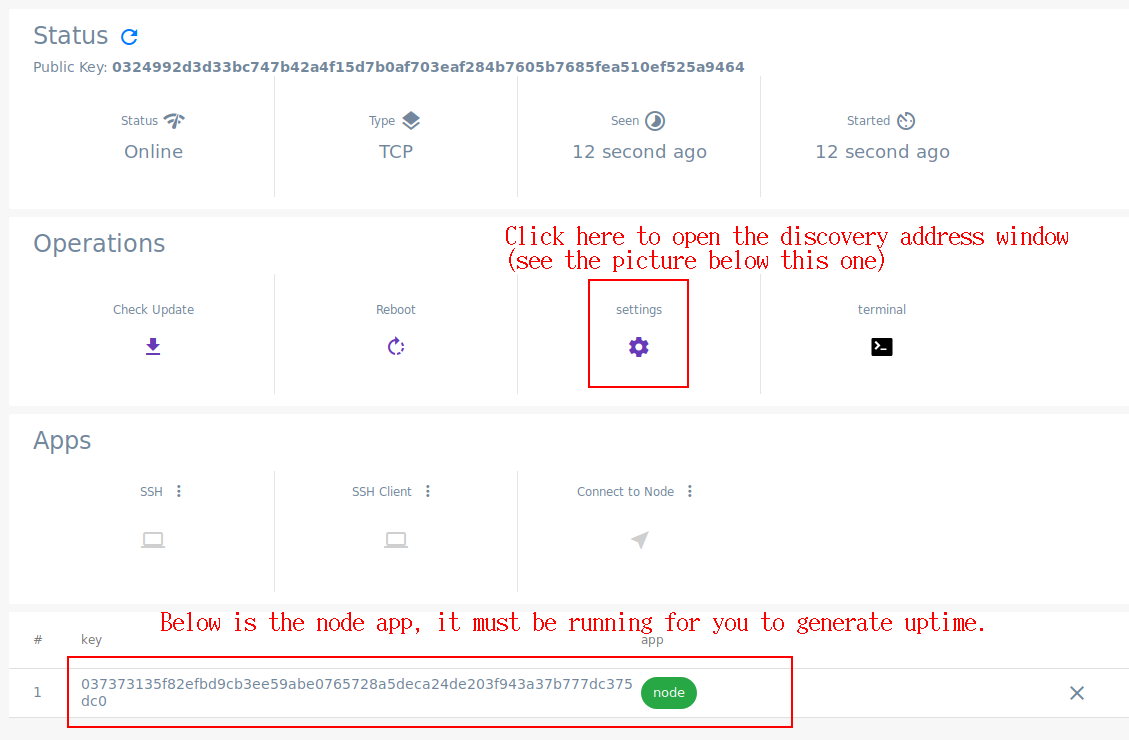 Status
Public Key: 0324992d3d33bc747b42a4f15d7b0af703eaf284b7605b7685fea510ef525a9464
Status Type Seen Started
Online TCP 12 second ago 12 second ago
Operations
Click here to open the discovery address window
(see the picture below this one)
Check Update Reboot settings terminal
Apps
SSH SSH Client Connect to Node
Below is the node app, it must be running for you to generate uptime.
# key app
1 037373135f82efbd9cb3ee59abe0765728a5deca24de203f943a37b777dc375 node
dc0